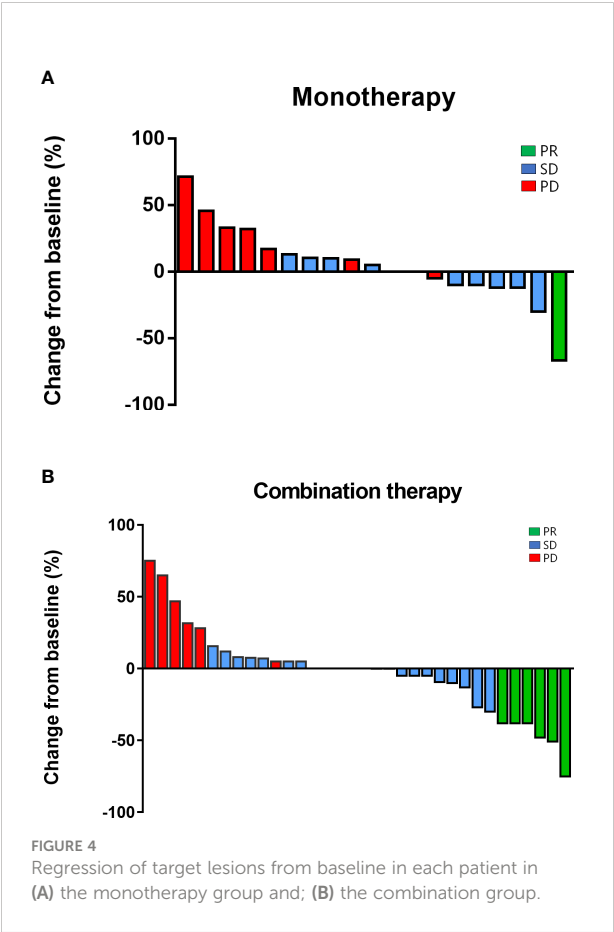 A
Monotherapy
Change from baseline (%)
100
50
0
-50
-100
PR
SD
PD
B
Combination therapy
Change from baseline (%)
100
50
0
-50
-100
PR
SD
PD
FIGURE 4
Regression of target lesions from baseline in each patient in
(A) the monotherapy group and; (B) the combination group.